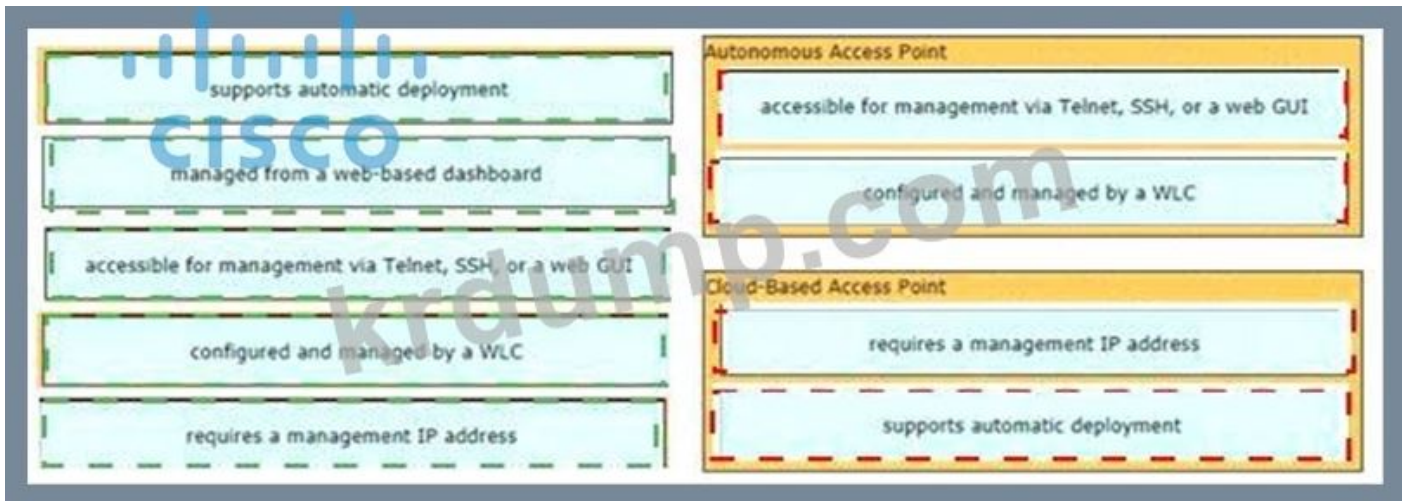 CISCO
supports automatic deployment
managed from a web-based dashboard
accessible for management via Telnet, SSH, or a web GUI
configured and managed by a WLC
requires a management IP address
Autonomous Access Point
accessible for management via Telnet, SSH, or a web GUI
configured and managed by a WLC
Cloud-Based Access Point
requires a management IP address
supports automatic deployment
krdump.com